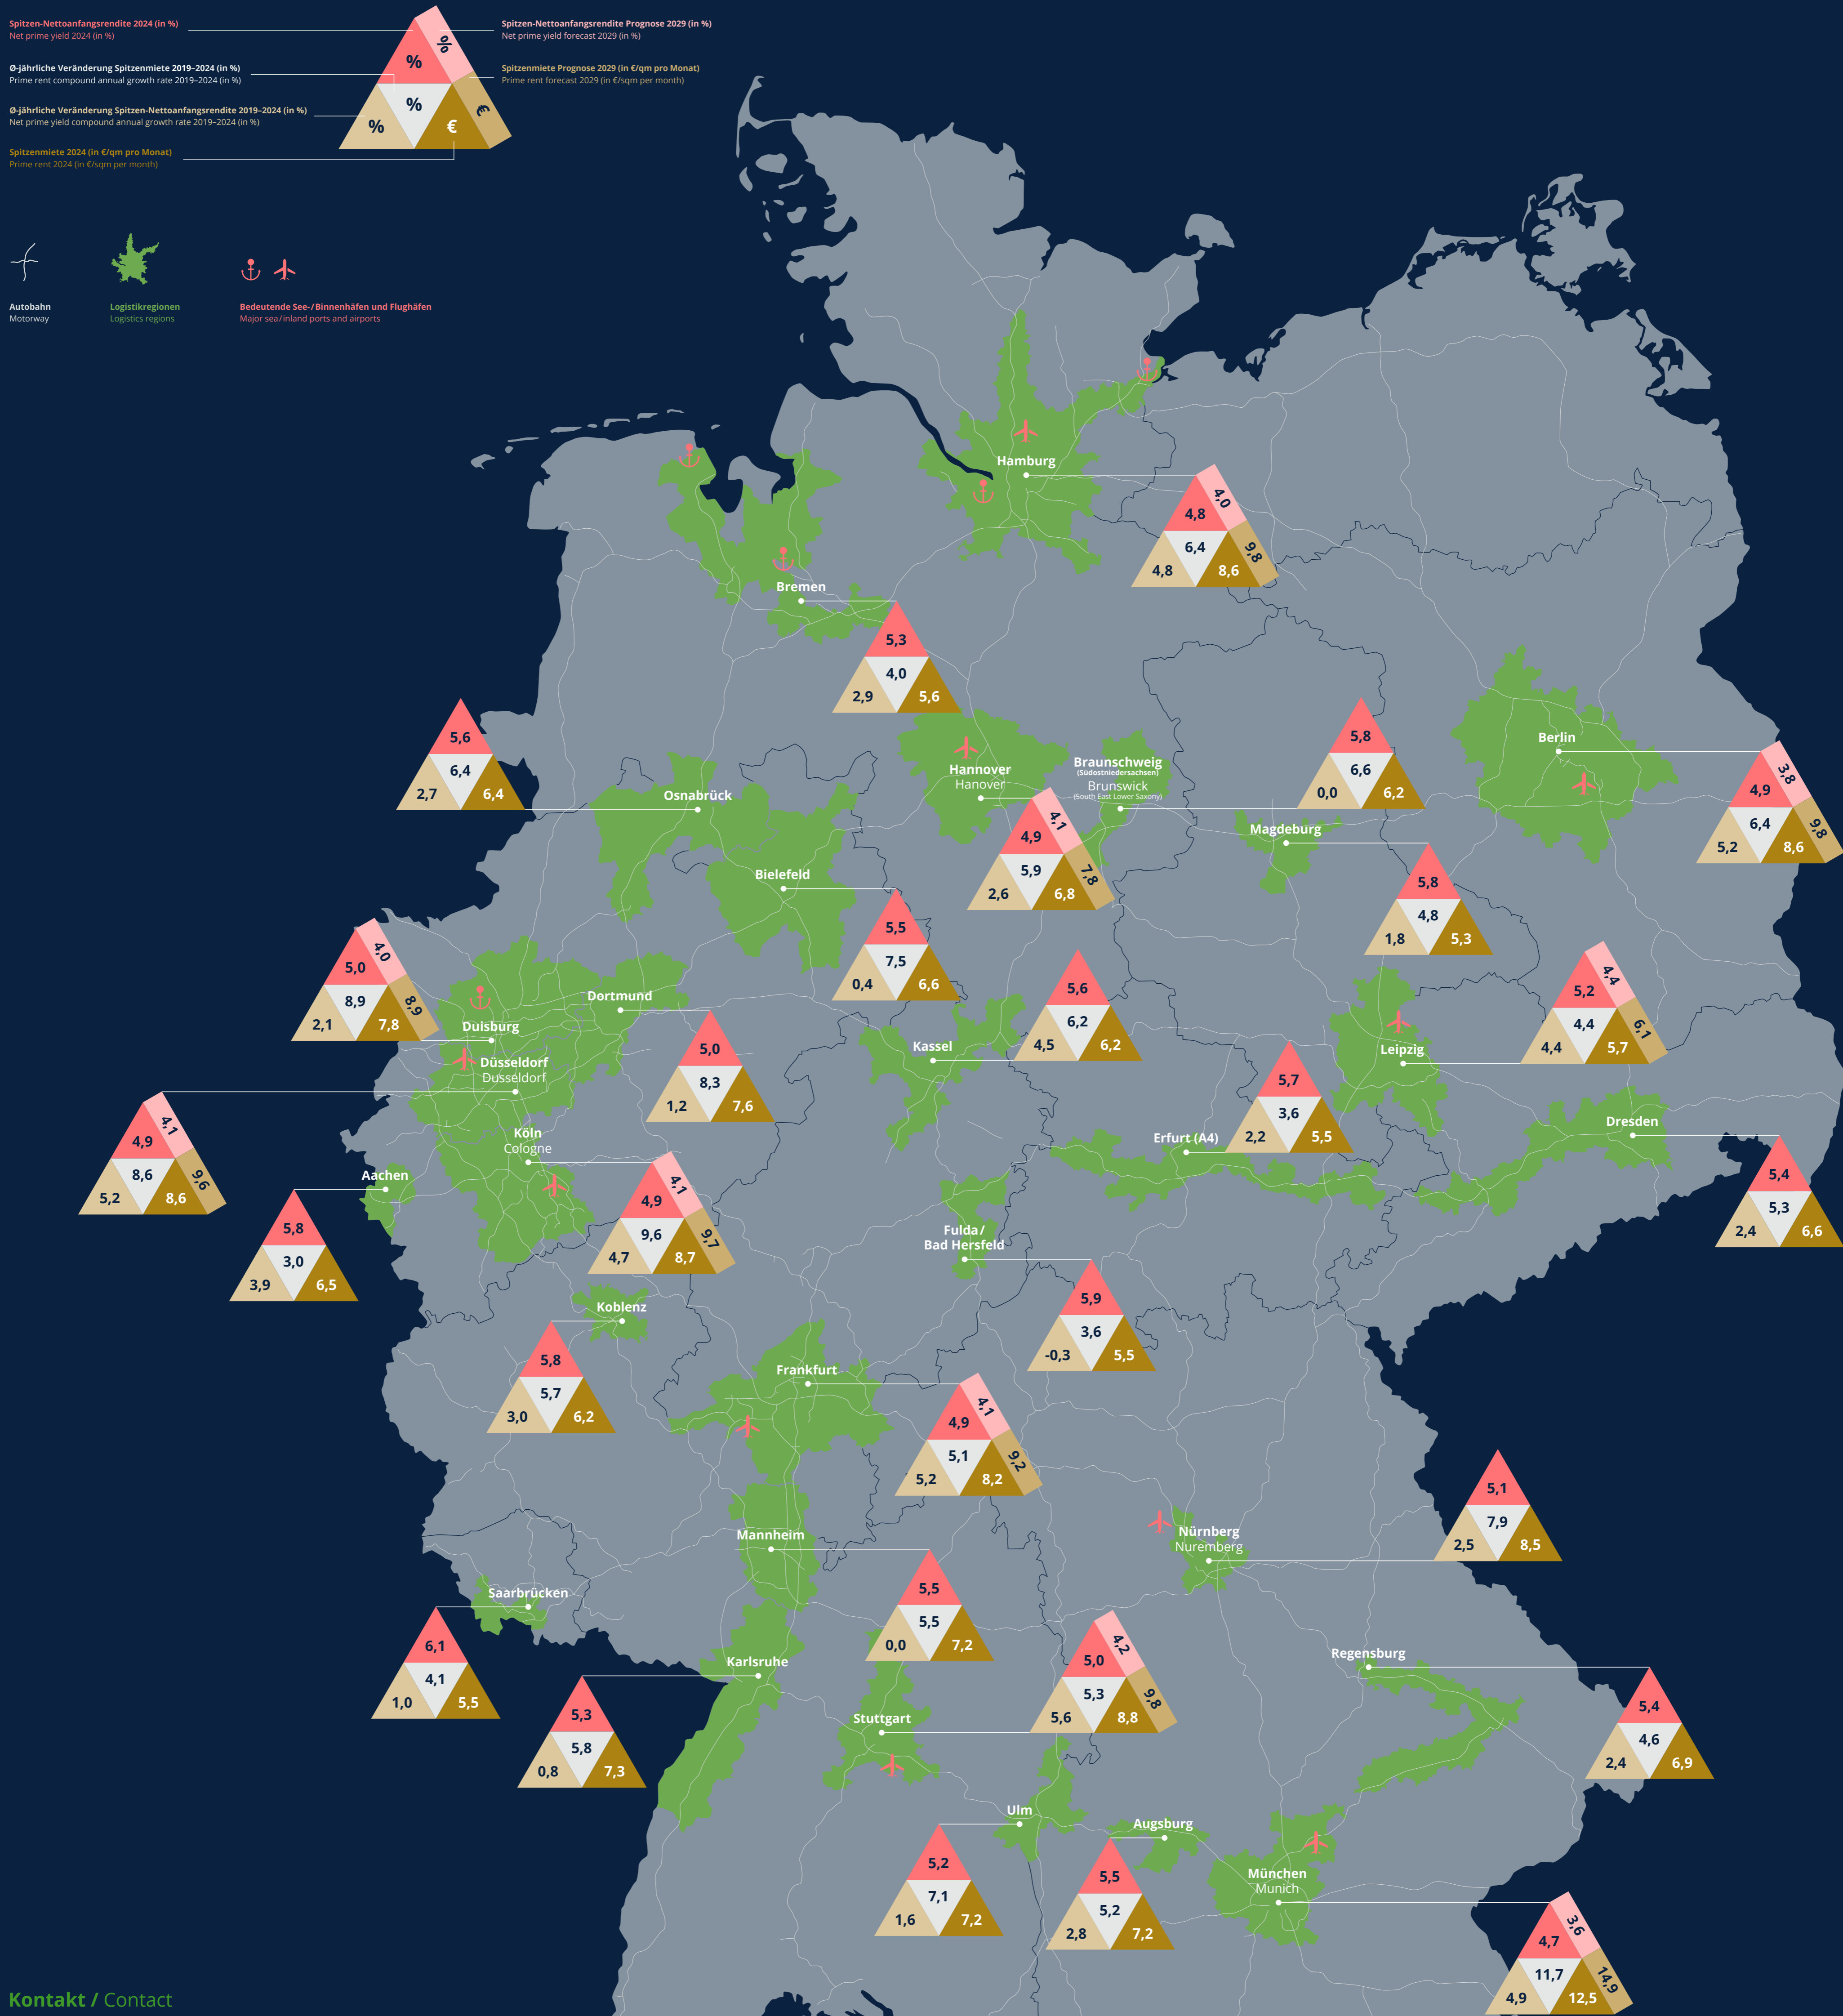 Spitzen-Nettoanfangsrendite 2024 (in %)
Net prime yield 2024 (in %)
Ø-jährliche Veränderung Spitzenmiete 2019–2024 (in %)
Prime rent compound annual growth rate 2019–2024 (in %)
Ø-jährliche Veränderung Spitzen-Nettoanfangsrendite 2019–2024 (in %)
Net prime yield compound annual growth rate 2019–2024 (in %)
Spitzenmiete 2024 (in €/qm pro Monat)
Prime rent 2024 (in €/sqm per month)
%
%
%
%
€
€
Spitzen-Nettoanfangsrendite Prognose 2029 (in %)
Net prime yield forecast 2029 (in %)
Spitzenmiete Prognose 2029 (in €/qm pro Monat)
Prime rent forecast 2029 (in €/sqm per month)
Autobahn
Motorway
Logistikregionen
Logistics regions
Bedeutende See-/Binnenhäfen und Flughäfen
Major sea/inland ports and airports
Hamburg
4,8
4,0
6,4
9,8
4,8
8,6
Bremen
5,3
4,0
2,9
5,6
5,6
6,4
2,7
6,4
Osnabrück
Hannover
Hanover
4,9
4,1
5,9
7,8
2,6
6,8
Braunschweig
(Südostniedersachsen)
Brunswick
(South East Lower Saxony)
5,8
6,6
0,0
6,2
Berlin
4,9
3,8
6,4
9,8
5,2
8,6
Magdeburg
5,8
4,8
1,8
5,3
Bielefeld
5,5
7,5
0,4
6,6
5,0
4,0
8,9
8,9
2,1
7,8
Duisburg
Dortmund
5,0
8,3
1,2
7,6
Düsseldorf
Dusseldorf
4,9
4,1
8,6
9,6
5,2
8,6
Kassel
5,6
6,2
4,5
6,2
Leipzig
5,2
4,4
4,4
6,1
4,4
5,7
Erfurt (A4)
5,7
3,6
2,2
5,5
Dresden
5,4
5,3
2,4
6,6
Köln
Cologne
4,9
4,1
9,6
9,7
4,7
8,7
Aachen
5,8
3,0
3,9
6,5
Fulda/
Bad Hersfeld
5,9
3,6
-0,3
5,5
Koblenz
5,8
5,7
3,0
6,2
Frankfurt
4,9
4,1
5,1
9,2
5,2
8,2
Mannheim
5,5
5,5
0,0
7,2
Nürnberg
Nuremberg
5,1
7,9
2,5
8,5
Saarbrücken
6,1
4,1
1,0
5,5
Karlsruhe
5,3
5,8
0,8
7,3
Stuttgart
5,0
4,2
5,3
9,8
5,6
8,8
Regensburg
5,4
4,6
2,4
6,9
Ulm
5,2
7,1
1,6
7,2
Augsburg
5,5
5,2
2,8
7,2
München
Munich
4,7
3,6
11,7
14,9
4,9
12,5
Kontakt / Contact